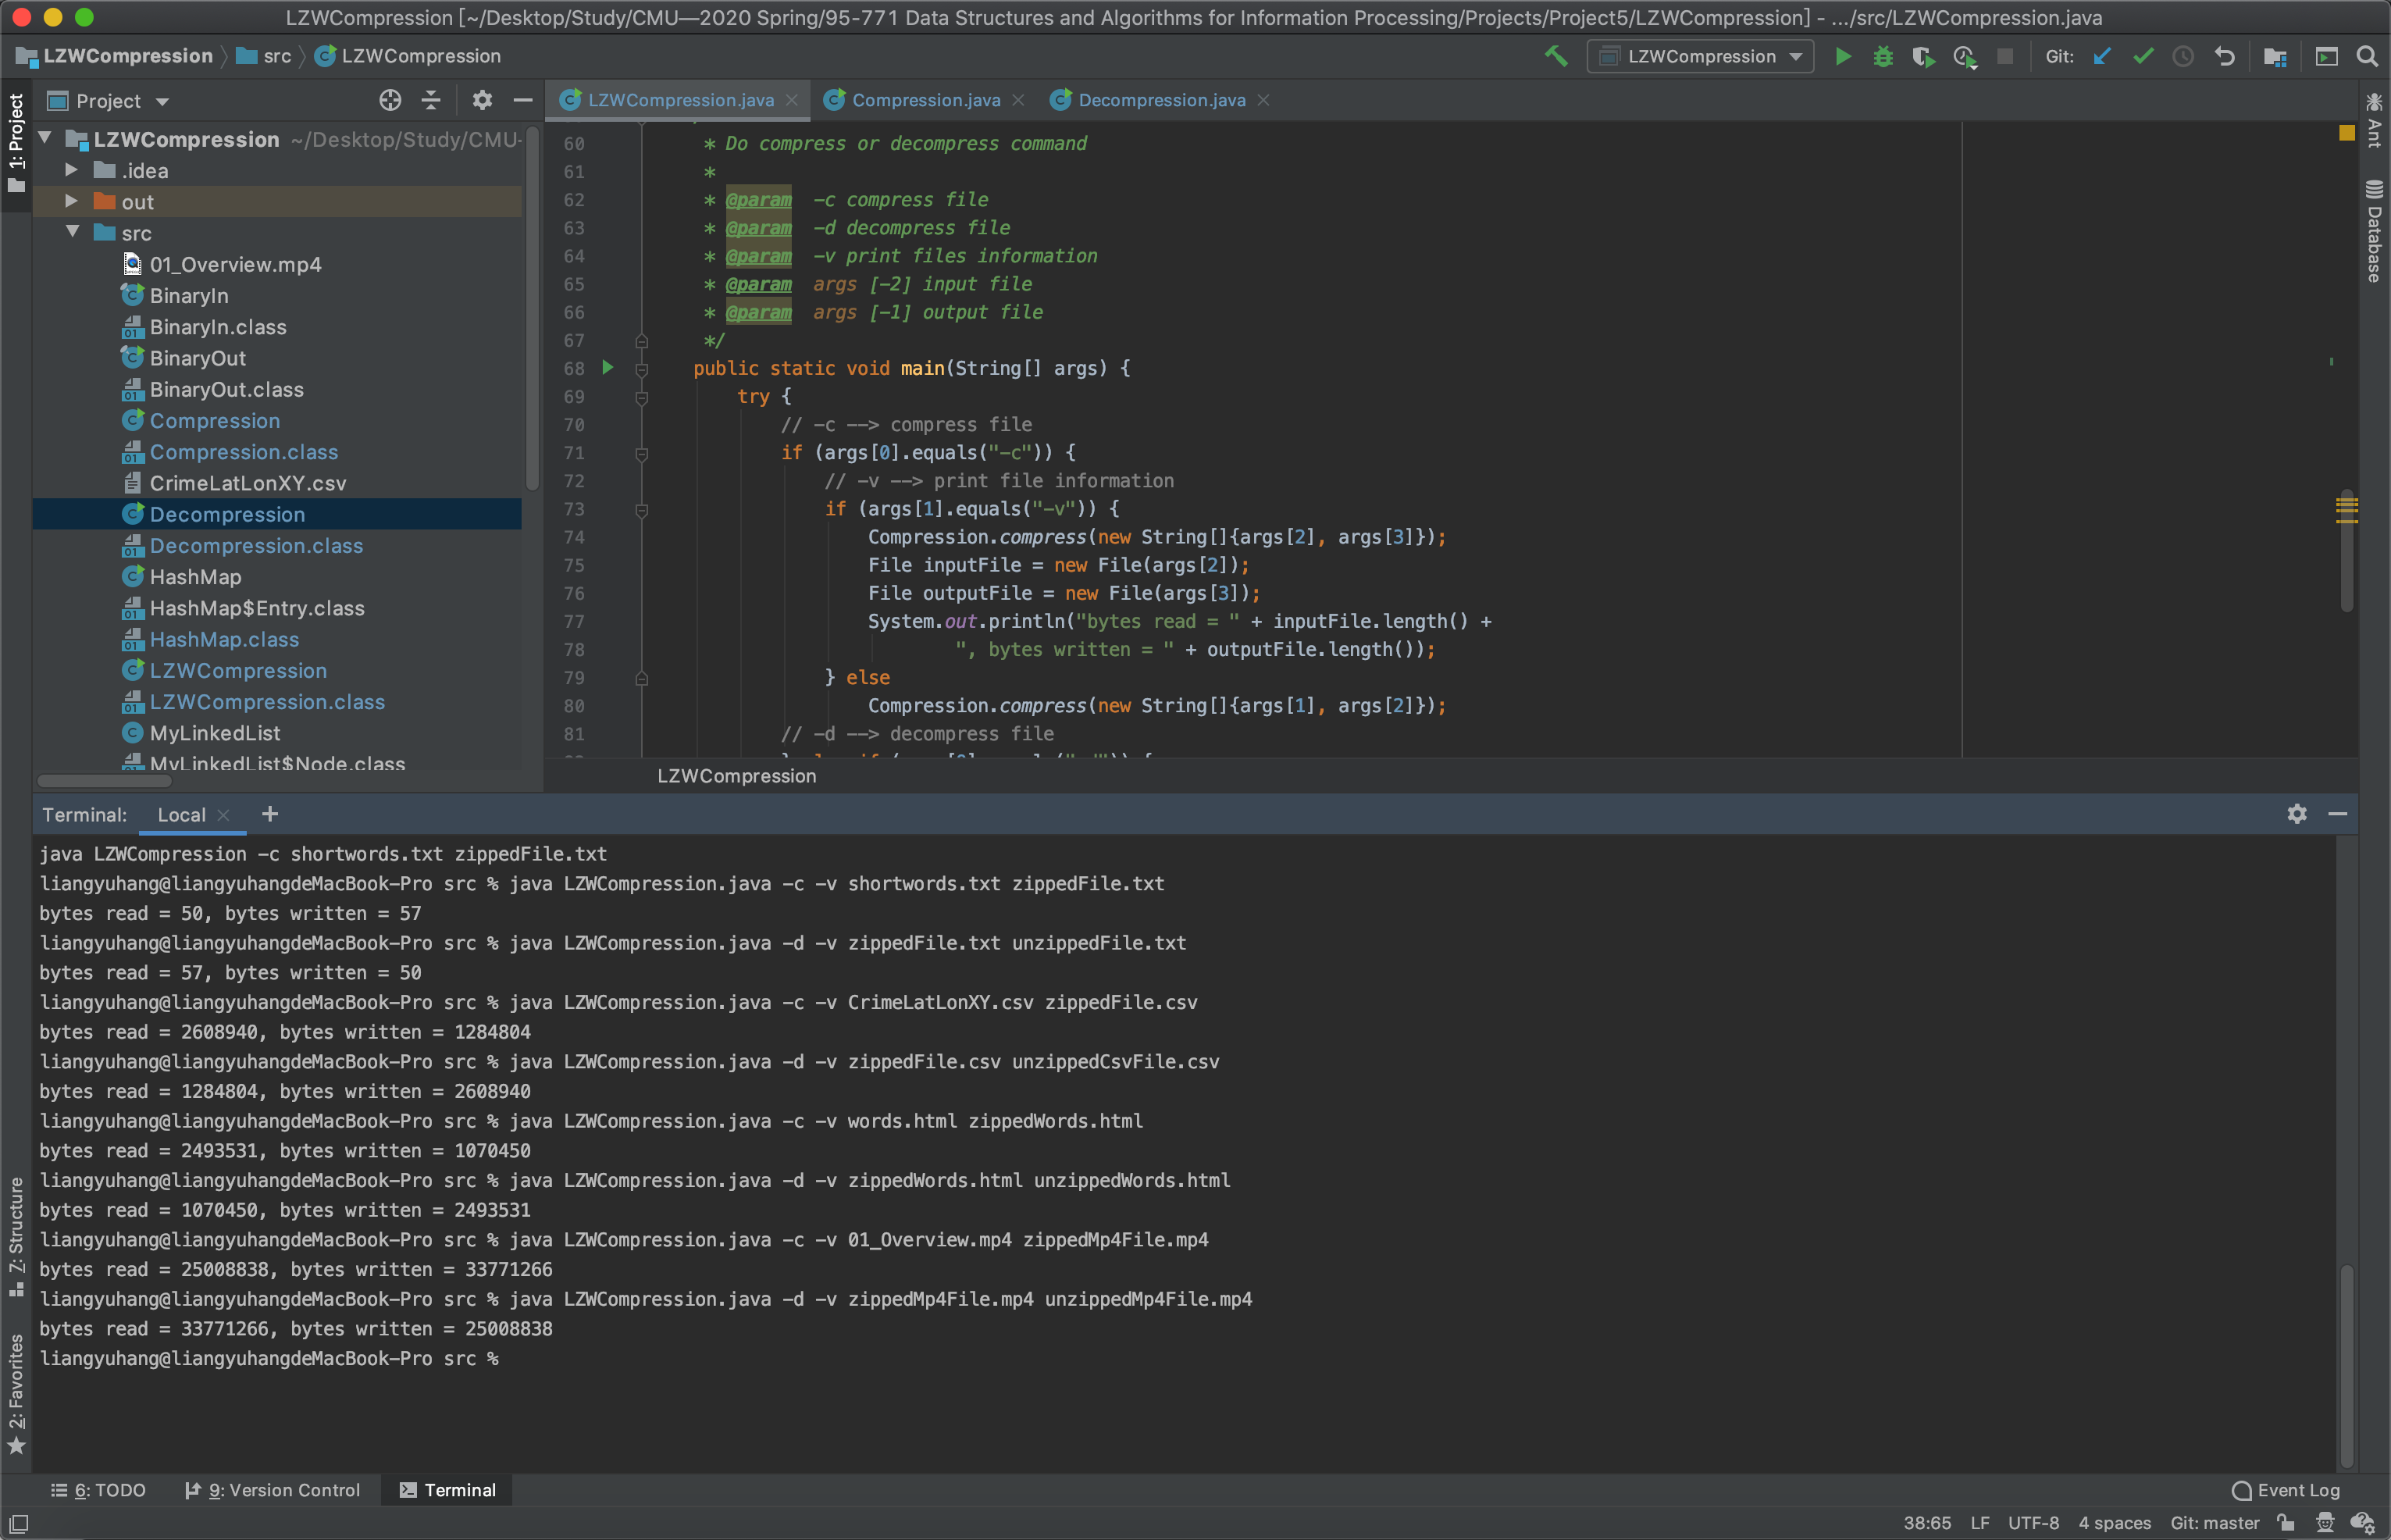 LZWCompression [~/Desktop/Study/CMU—2020 Spring/95-771 Data Structures and Algorithms for Information Processing/Projects/Project5/LZWCompression] - .../src/LZWCompression.java
LZWCompression src LZWCompression
LZWCompression Git:
1: Project
Project
LZWCompression ~/Desktop/Study/CMU-
.idea
out
src
01_Overview.mp4
BinaryIn
BinaryIn.class
BinaryOut
BinaryOut.class
Compression
Compression.class
CrimeLatLonXY.csv
Decompression
Decompression.class
HashMap
HashMap$Entry.class
HashMap.class
LZWCompression
LZWCompression.class
MyLinkedList
MyLinkedList$Node.class
LZWCompression.java Compression.java Decompression.java
60 * Do compress or decompress command
61 *
62 * @param -c compress file
63 * @param -d decompress file
64 * @param -v print files information
65 * @param args [-2] input file
66 * @param args [-1] output file
67 */
68 public static void main(String[] args) {
69 try {
70 // -c --> compress file
71 if (args[0].equals("-c")) {
72 // -v --> print file information
73 if (args[1].equals("-v")) {
74 Compression.compress(new String[]{args[2], args[3]});
75 File inputFile = new File(args[2]);
76 File outputFile = new File(args[3]);
77 System.out.println("bytes read = " + inputFile.length() +
78 ", bytes written = " + outputFile.length());
79 } else
80 Compression.compress(new String[]{args[1], args[2]});
81 // -d --> decompress file
LZWCompression
Ant
Database
Terminal: Local +
java LZWCompression -c shortwords.txt zippedFile.txt
liangyuhang@liangyuhangdeMacBook-Pro src % java LZWCompression.java -c -v shortwords.txt zippedFile.txt
bytes read = 50, bytes written = 57
liangyuhang@liangyuhangdeMacBook-Pro src % java LZWCompression.java -d -v zippedFile.txt unzippedFile.txt
bytes read = 57, bytes written = 50
liangyuhang@liangyuhangdeMacBook-Pro src % java LZWCompression.java -c -v CrimeLatLonXY.csv zippedFile.csv
bytes read = 2608940, bytes written = 1284804
liangyuhang@liangyuhangdeMacBook-Pro src % java LZWCompression.java -d -v zippedFile.csv unzippedCsvFile.csv
bytes read = 1284804, bytes written = 2608940
liangyuhang@liangyuhangdeMacBook-Pro src % java LZWCompression.java -c -v words.html zippedWords.html
bytes read = 2493531, bytes written = 1070450
liangyuhang@liangyuhangdeMacBook-Pro src % java LZWCompression.java -d -v zippedWords.html unzippedWords.html
bytes read = 1070450, bytes written = 2493531
liangyuhang@liangyuhangdeMacBook-Pro src % java LZWCompression.java -c -v 01_Overview.mp4 zippedMp4File.mp4
bytes read = 25008838, bytes written = 33771266
liangyuhang@liangyuhangdeMacBook-Pro src % java LZWCompression.java -d -v zippedMp4File.mp4 unzippedMp4File.mp4
bytes read = 33771266, bytes written = 25008838
liangyuhang@liangyuhangdeMacBook-Pro src %
7: Structure
2: Favorites
6: TODO 9: Version Control Terminal Event Log
38:65 LF UTF-8 4 spaces Git: master